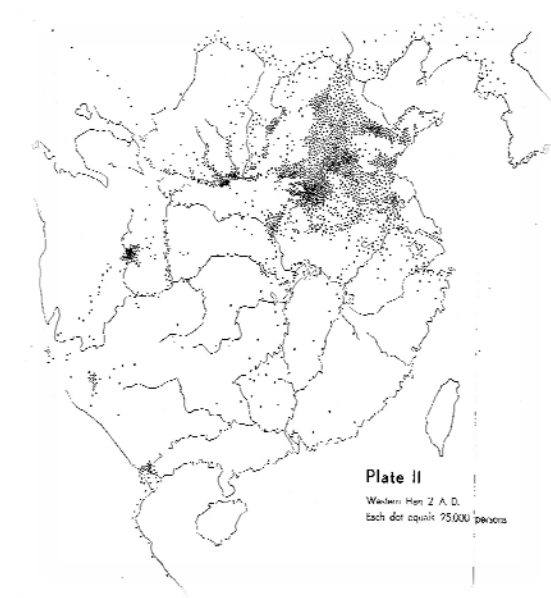 Plate II
Western Han 2 A. D.
Each dot equals 25,000 persons